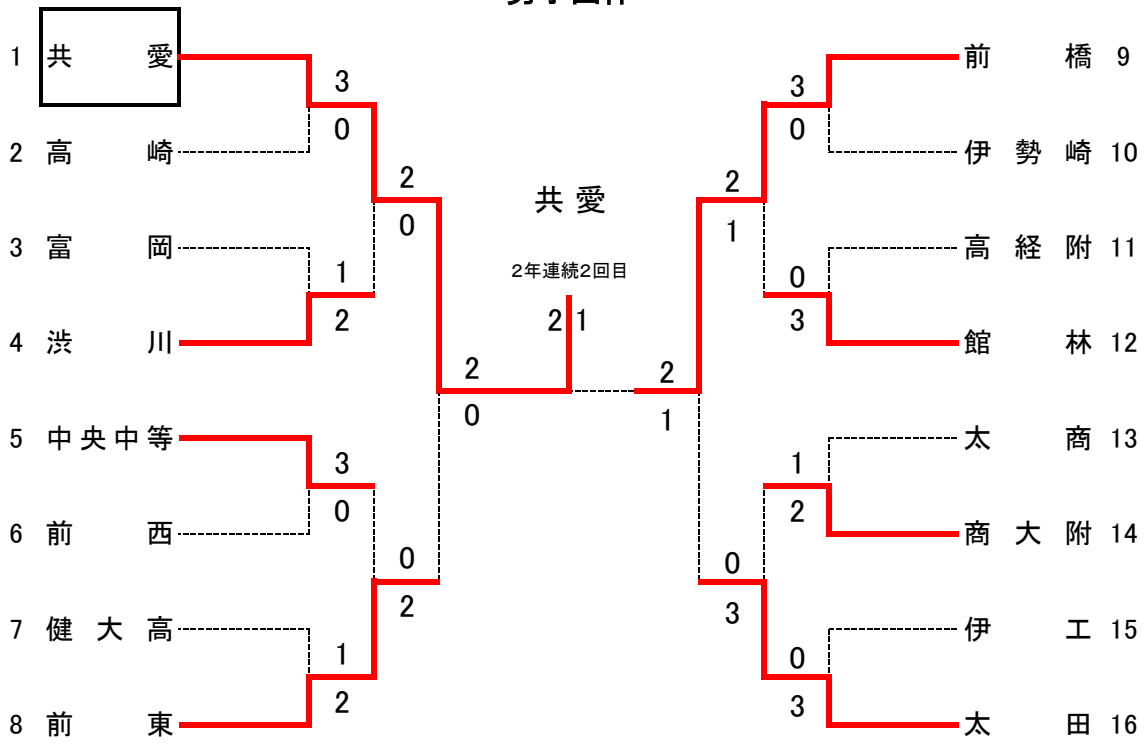 1 共愛
3
0
2 高崎
2
0
3 富岡
1
2
4 渋川
2
0
5 中央中等
3
0
6 前西
0
2
7 健大高
1
2
8 前東
共愛
2年連続2回目
2 1
前橋 9
3
0
伊勢崎 10
2
1
高経附 11
0
3
館林 12
2
1
太商 13
1
2
商大附 14
0
3
伊工 15
0
3
太田 16